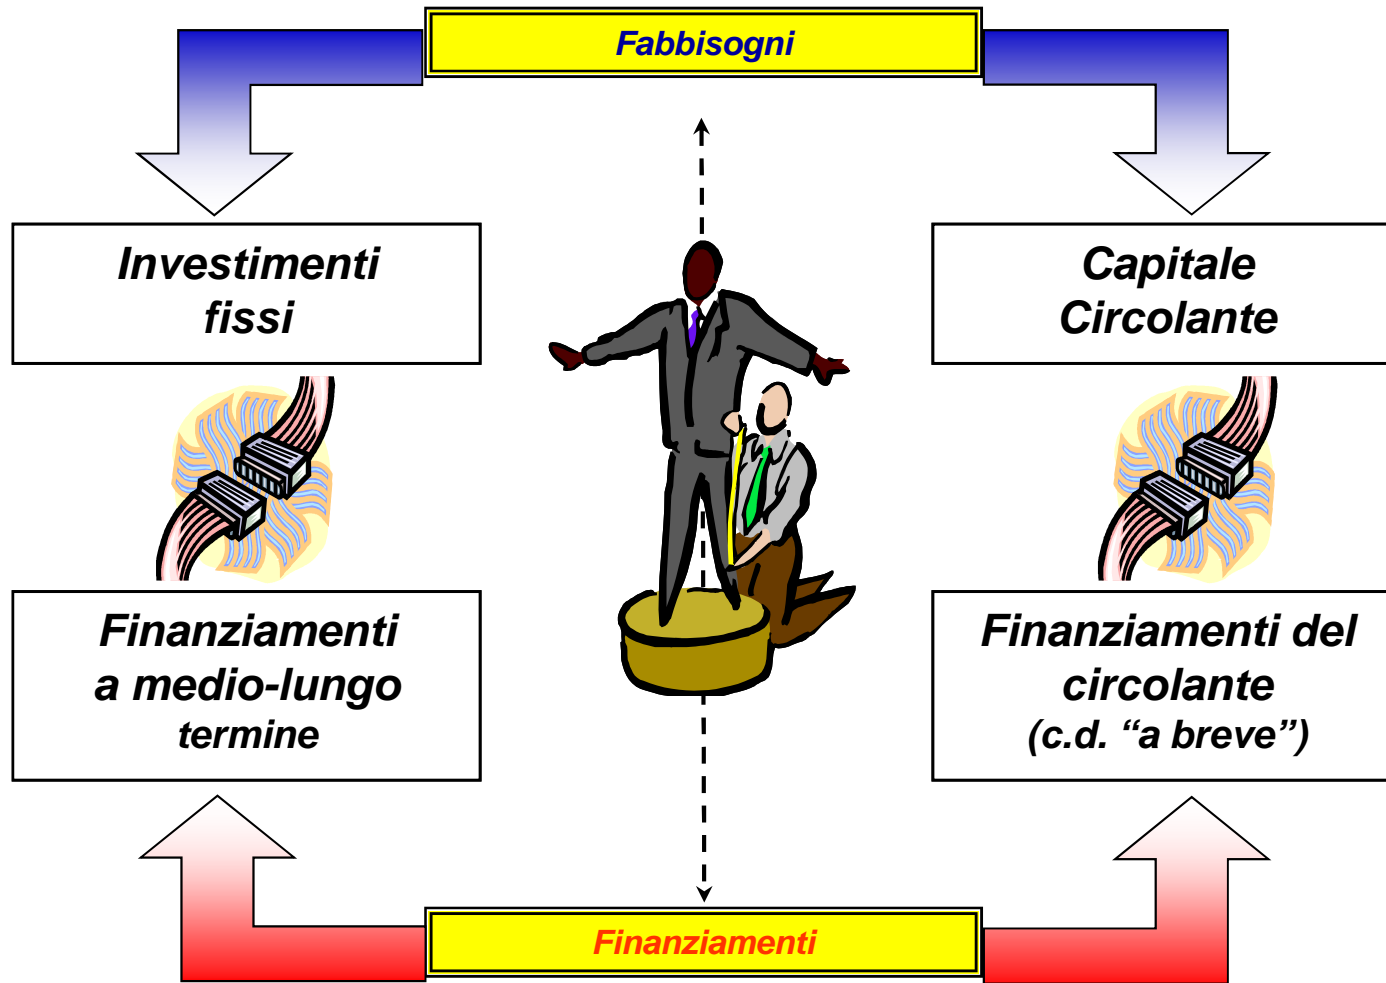 Fabbisogni
Investimenti
fissi
Capitale
Circolante
Finanziamenti
a medio-lungo
termine
Finanziamenti del
circolante
(c.d. “a breve”)
Finanziamenti